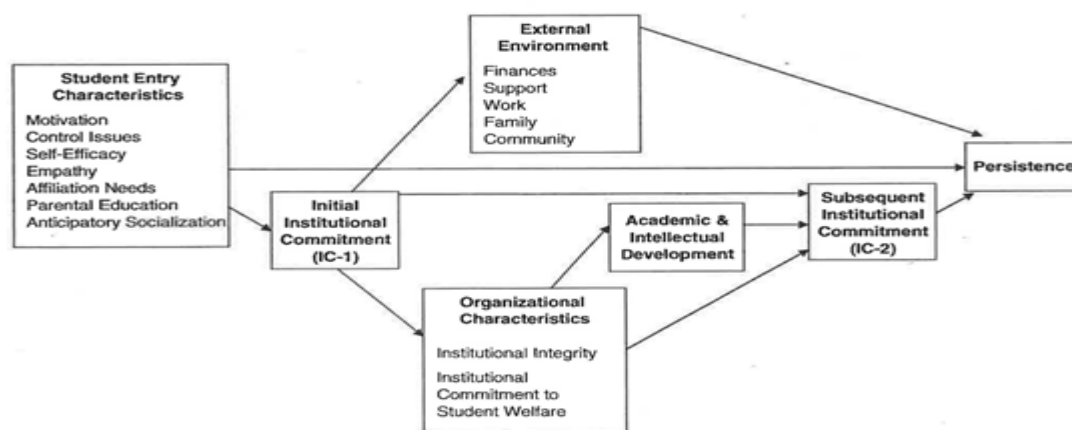 External
Environment
Finances
Support
Work
Family
Community
Student Entry
Characteristics
Motivation
Control Issues
Self-Efficacy
Empathy
Affiliation Needs
Parental Education
Anticipatory Socialization
Persistence
Initial
Institutional
Commitment
(IC-1)
Academic &
Intellectual
Development
Subsequent
Institutional
Commitment
(IC-2)
Organizational
Characteristics
Institutional Integrity
Institutional
Commitment to
Student Welfare